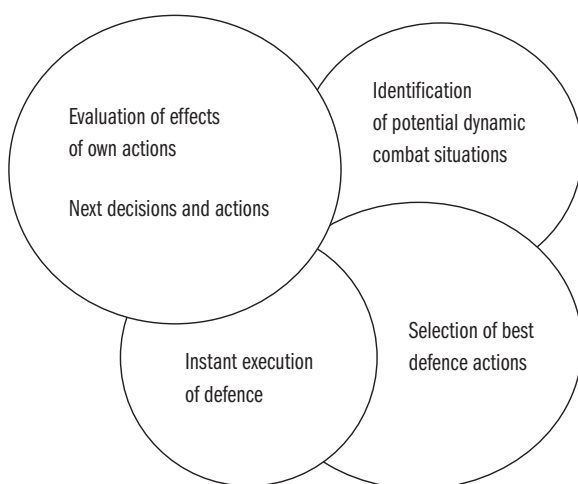 Evaluation of effects
of own actions
Next decisions and actions
Identification
of potential dynamic
combat situations
Instant execution
of defence
Selection of best
defence actions